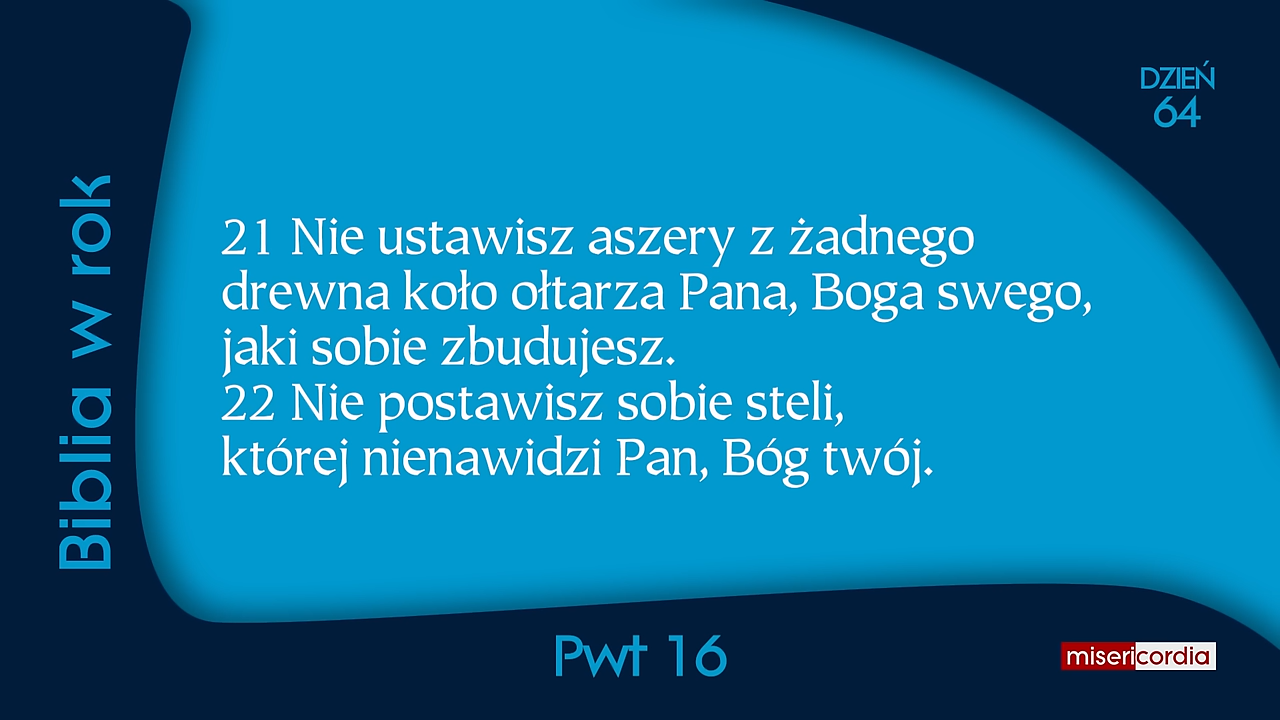 DZIEŃ
64
Biblia w rok
21 Nie ustawisz aszery z żadnego
drewna koło ołtarza Pana, Boga swego,
jaki sobie zbudujesz.
22 Nie postawisz sobie steli,
której nienawidzi Pan, Bóg twój.
Pwt 16
misericordia